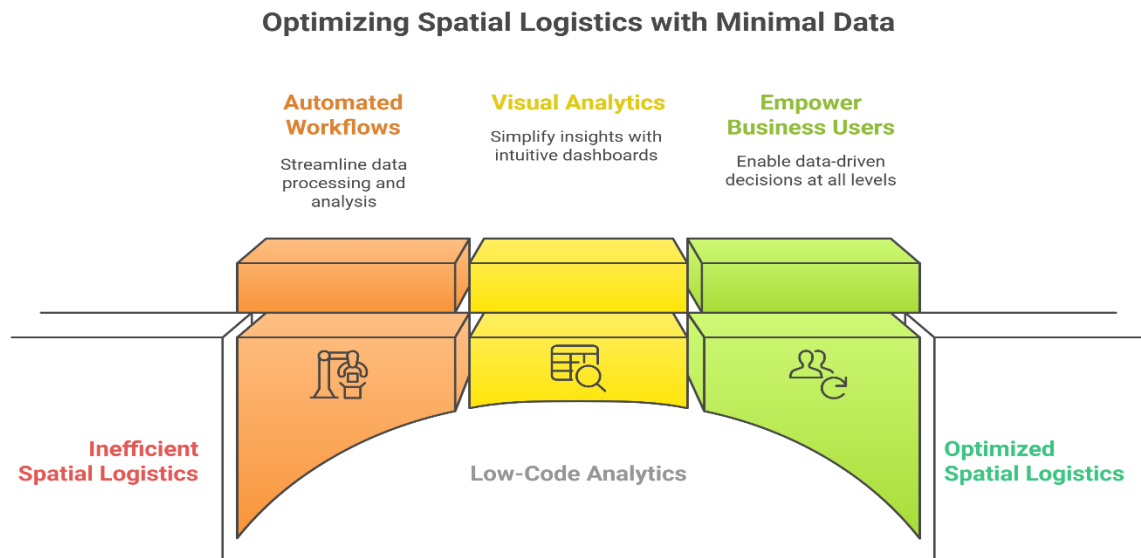 Optimizing Spatial Logistics with Minimal Data
Automated
Workflows
Streamline data
processing and
analysis
Visual Analytics
Simplify insights with
intuitive dashboards
Empower
Business Users
Enable data-driven
decisions at all levels
Inefficient
Spatial Logistics
Low-Code Analytics
Optimized
Spatial Logistics